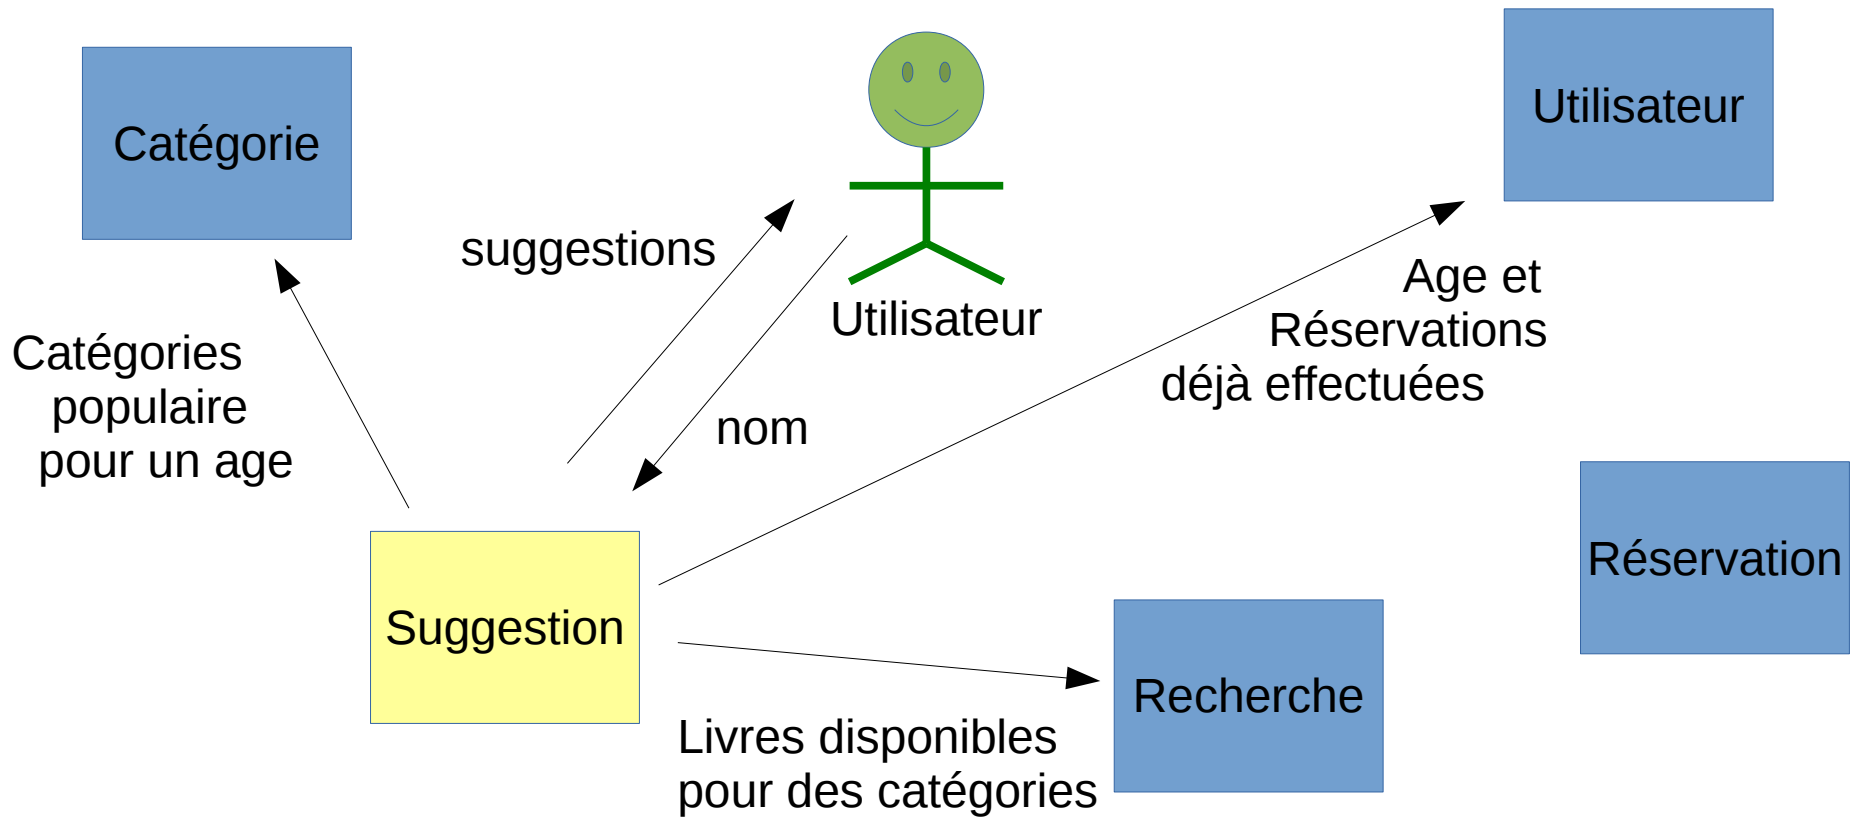 Catégorie
Utilisateur
suggestions
Utilisateur
Age et
Réservations
déjà effectuées
Catégories
populaire
pour un age
nom
Réservation
Suggestion
Recherche
Livres disponibles
pour des catégories